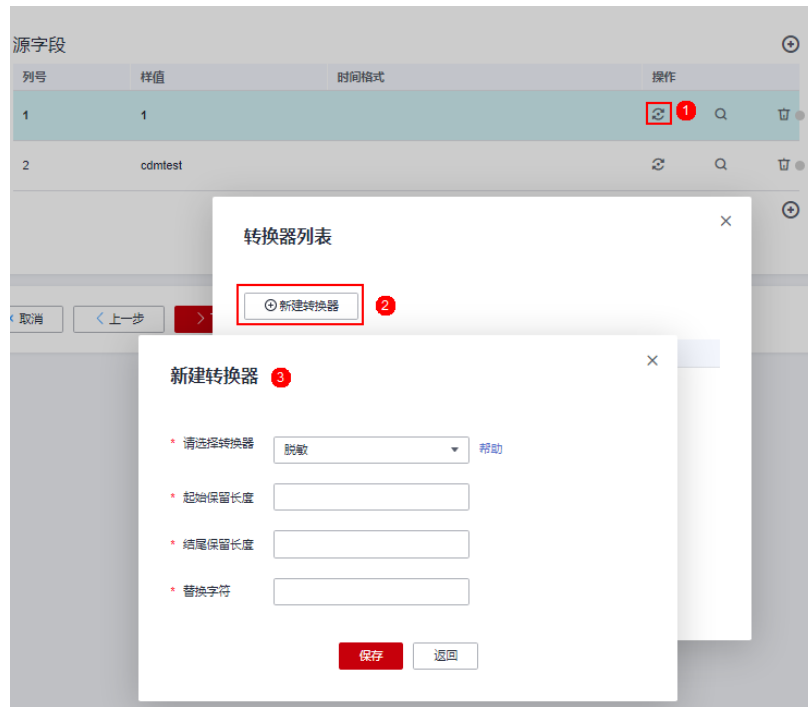 源字段
列号 样值 时间格式 操作
1 1 1
2 cdmtest
转换器列表
新建转换器 2
取消 上一步
新建转换器 3
* 请选择转换器 脱敏 帮助
* 起始保留长度
* 结尾保留长度
* 替换字符
保存 返回